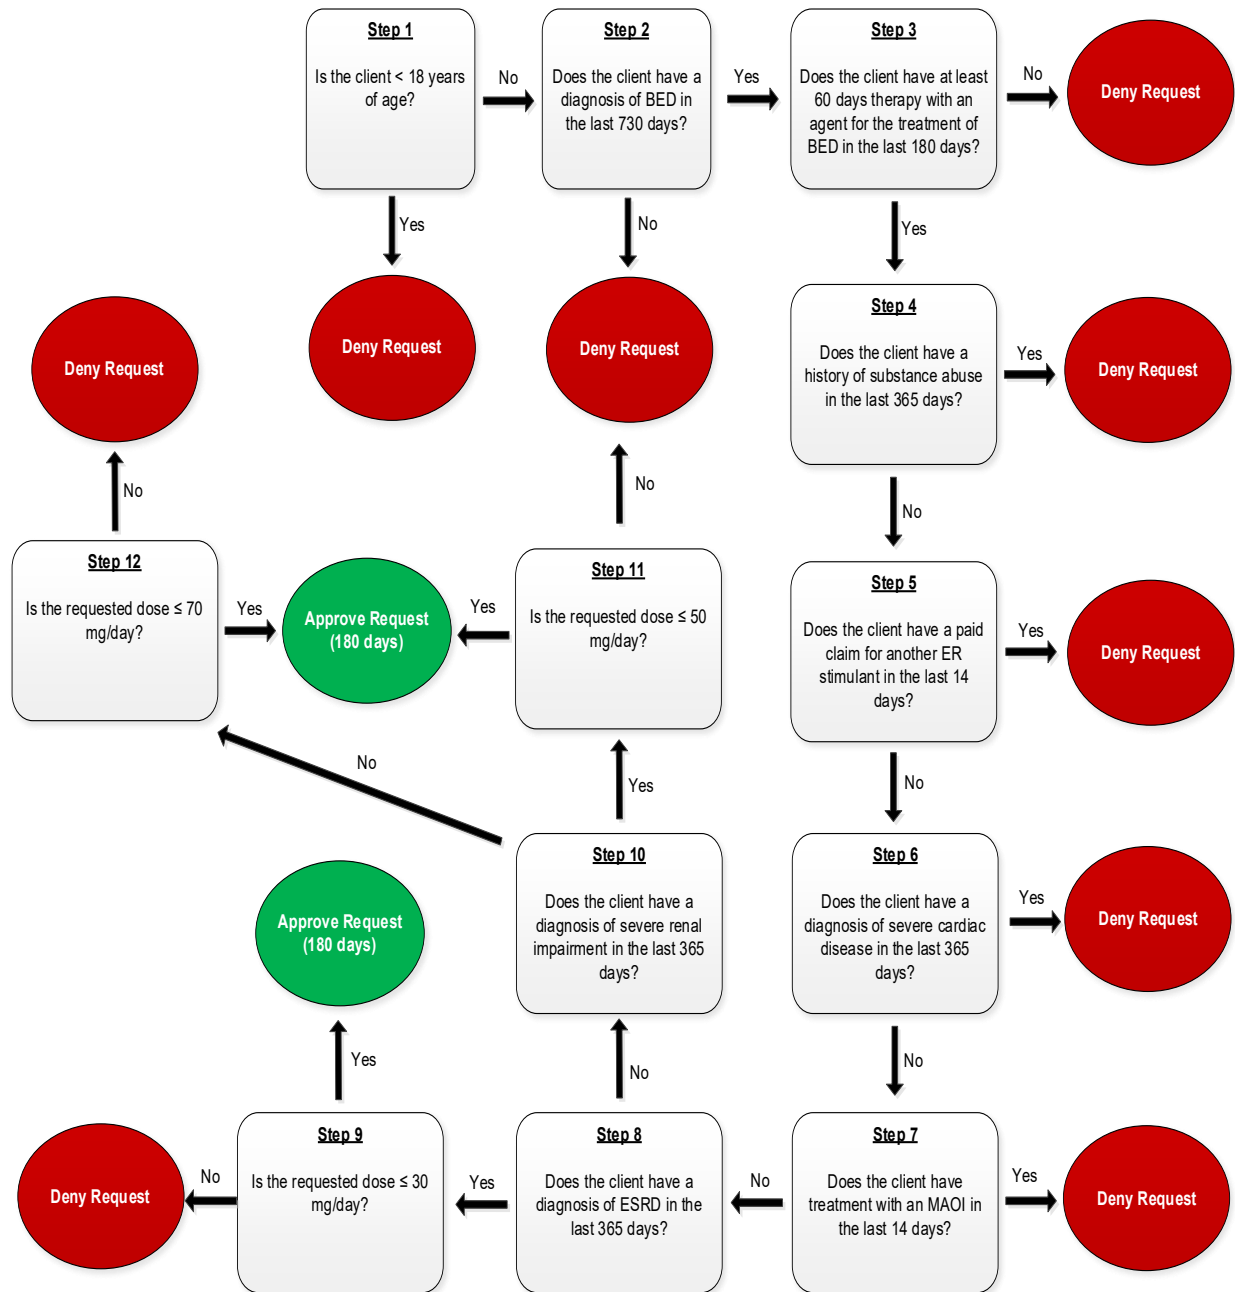 Step 1
Is the client < 18 years
of age?
No
Step 2
Does the client have a
diagnosis of BED in
the last 730 days?
Yes
Step 3
Does the client have at least
60 days therapy with an
agent for the treatment of
BED in the last 180 days?
No
Deny Request
Yes
No
Yes
Deny Request
Deny Request
Deny Request
Step 4
Does the client have a
history of substance abuse
in the last 365 days?
Yes
Deny Request
No
No
No
Step 12
Is the requested dose ≤ 70
mg/day?
Yes
Approve Request
(180 days)
Yes
Step 11
Is the requested dose ≤ 50
mg/day?
Step 5
Does the client have a paid
claim for another ER
stimulant in the last 14
days?
Yes
Deny Request
No
Yes
No
Approve Request
(180 days)
Step 10
Does the client have a
diagnosis of severe renal
impairment in the last 365
days?
Step 6
Does the client have a
diagnosis of severe cardiac
disease in the last 365
days?
Yes
Deny Request
Yes
No
No
Deny Request
No
Step 9
Is the requested dose ≤ 30
mg/day?
Yes
Step 8
Does the client have a
diagnosis of ESRD in the
last 365 days?
No
Step 7
Does the client have
treatment with an MAOI in
the last 14 days?
Yes
Deny Request